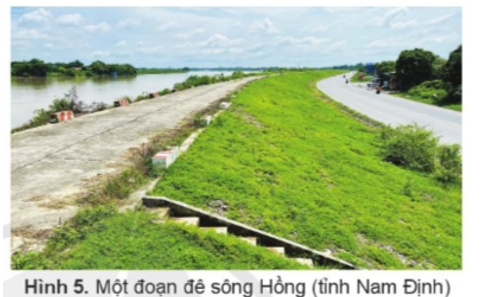 Hình 5. Một đoạn đê sông Hồng (tỉnh Nam Định)